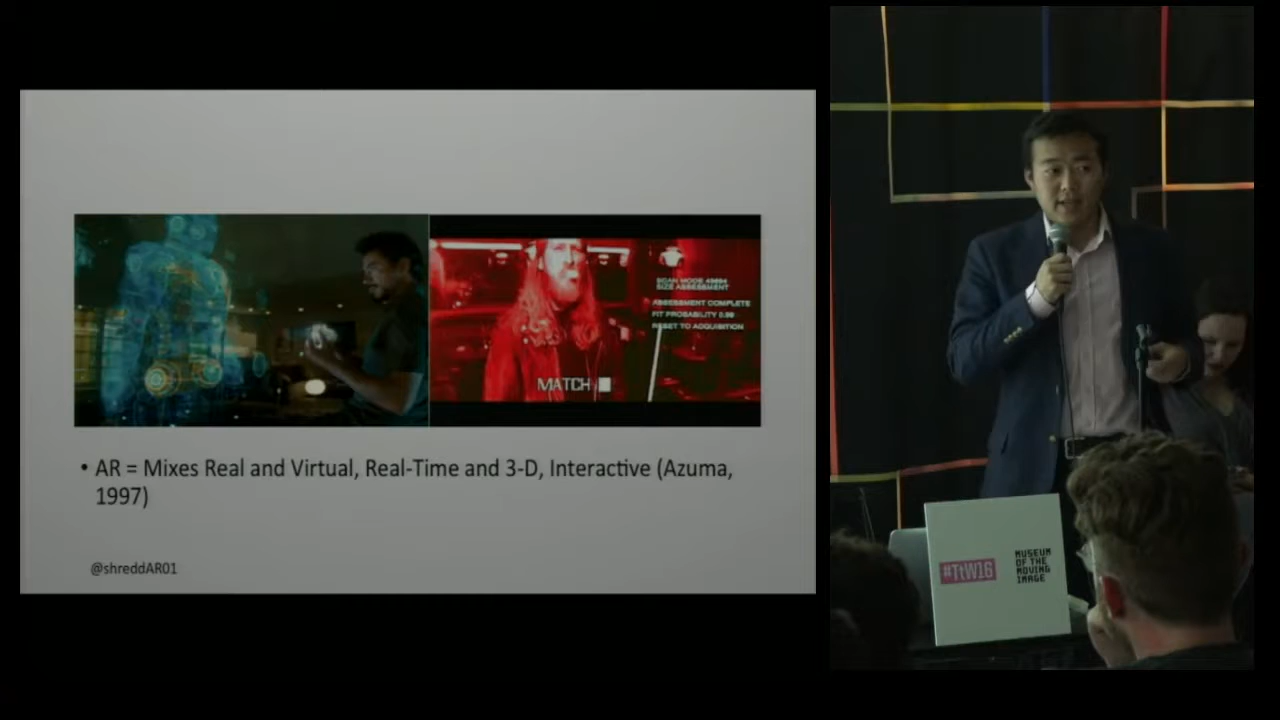 SCAN MODE 43894
SIZE ASSESSMENT
ASSESSMENT COMPLETE
FIT PROBABILITY 0.99
RESET TO ACQUISITION
MATCH
• AR = Mixes Real and Virtual, Real-Time and 3-D, Interactive (Azuma,
1997)
@shreddAR01
#TtW16
MUSEUM
OF THE
MOVING
IMAGE